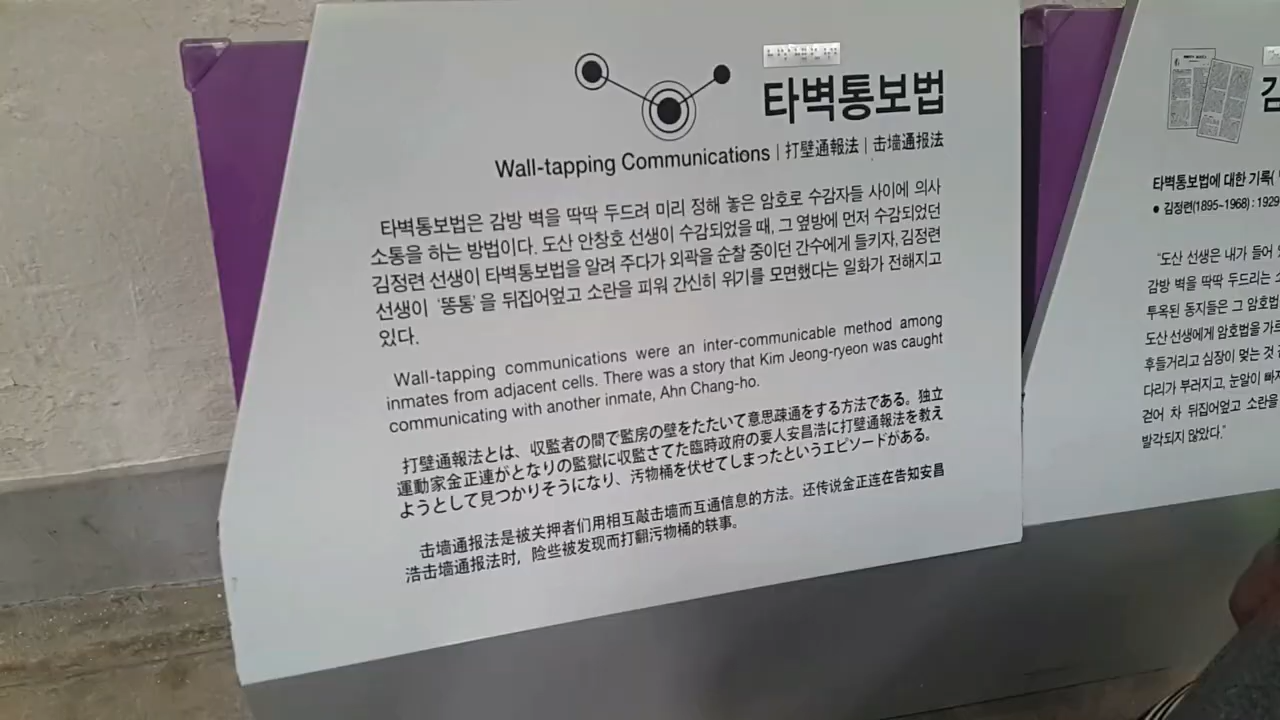 타벽통보법
Wall-tapping Communications | 打壁通報法 | 击墙通报法
타벽통보법은 감방 벽을 딱딱 두드려 미리 정해 놓은 암호로 수감자들 사이에 의사
소통을 하는 방법이다. 도산 안창호 선생이 수감되었을 때, 그 옆방에 먼저 수감되었던
김정련 선생이 타벽통보법을 알려 주다가 외곽을 순찰 중이던 간수에게 들키자, 김정련
선생이 ‘똥통’을 뒤집어엎고 소란을 피워 간신히 위기를 모면했다는 일화가 전해지고
있다.
Wall-tapping communications were an inter-communicable method among
inmates from adjacent cells. There was a story that Kim Jeong-ryeon was caught
communicating with another inmate, Ahn Chang-ho.
打壁通報法とは、収監者の間で監房の壁をたたいて意思疎通をする方法である。独立
運動家金正連がとなりの監獄に収監さてた臨時政府の要人安昌浩に打壁通報法を教え
ようとして見つかりそうになり、汚物桶を伏せてしまったというエピソードがある。
击墙通报法是被关押者们用相互敲击墙而互通信息的方法。还传说金正连在告知安昌
浩击墙通报法时，险些被发现而打翻污物桶的轶事。
타벽통보법에 대한 기록(
• 김정련(1895~1968) : 1929
“도산 선생은 내가 들어
감방 벽을 딱딱 두드리는
투옥된 동지들은 그 암호법
도산 선생에게 암호법을 가르
후들거리고 심장이 멎는 것
다리가 부러지고, 눈알이 빠지
걷어 차 뒤집어엎고 소란을
발각되지 않았다.”